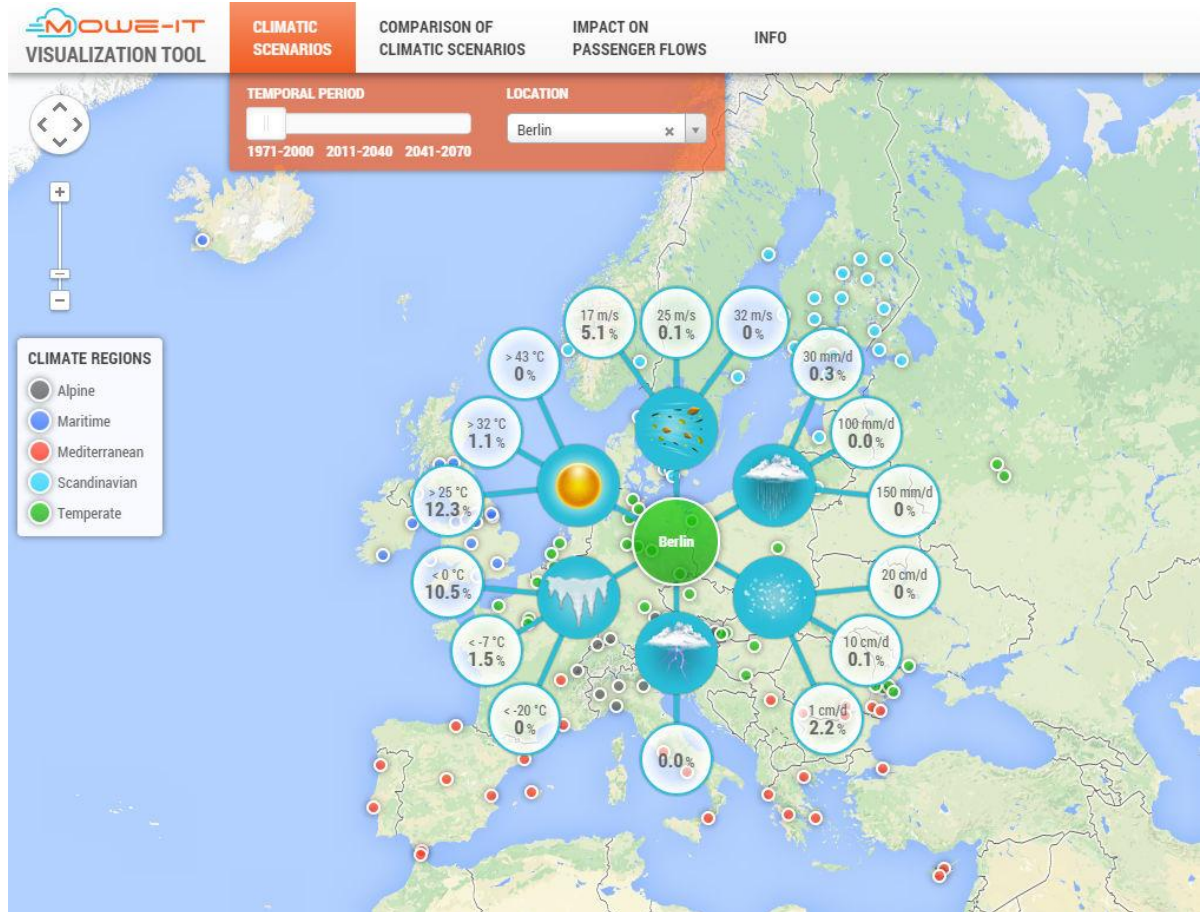 MOWE-IT
VISUALIZATION TOOL
CLIMATIC
SCENARIOS
COMPARISON OF
CLIMATIC SCENARIOS
IMPACT ON
PASSENGER FLOWS
INFO
TEMPORAL PERIOD
1971-2000 2011-2040 2041-2070
LOCATION
Berlin
CLIMATE REGIONS
Alpine
Maritime
Mediterranean
Scandinavian
Temperate
17 m/s
5.1 %
25 m/s
0.1 %
32 m/s
0 %
> 43 °C
0 %
> 32 °C
1.1 %
> 25 °C
12.3 %
30 mm/d
0.3 %
100 mm/d
0.0 %
150 mm/d
0 %
Berlin
< 0 °C
10.5 %
< -7 °C
1.5 %
< -20 °C
0 %
20 cm/d
0 %
10 cm/d
0.1 %
1 cm/d
2.2 %
0.0 %